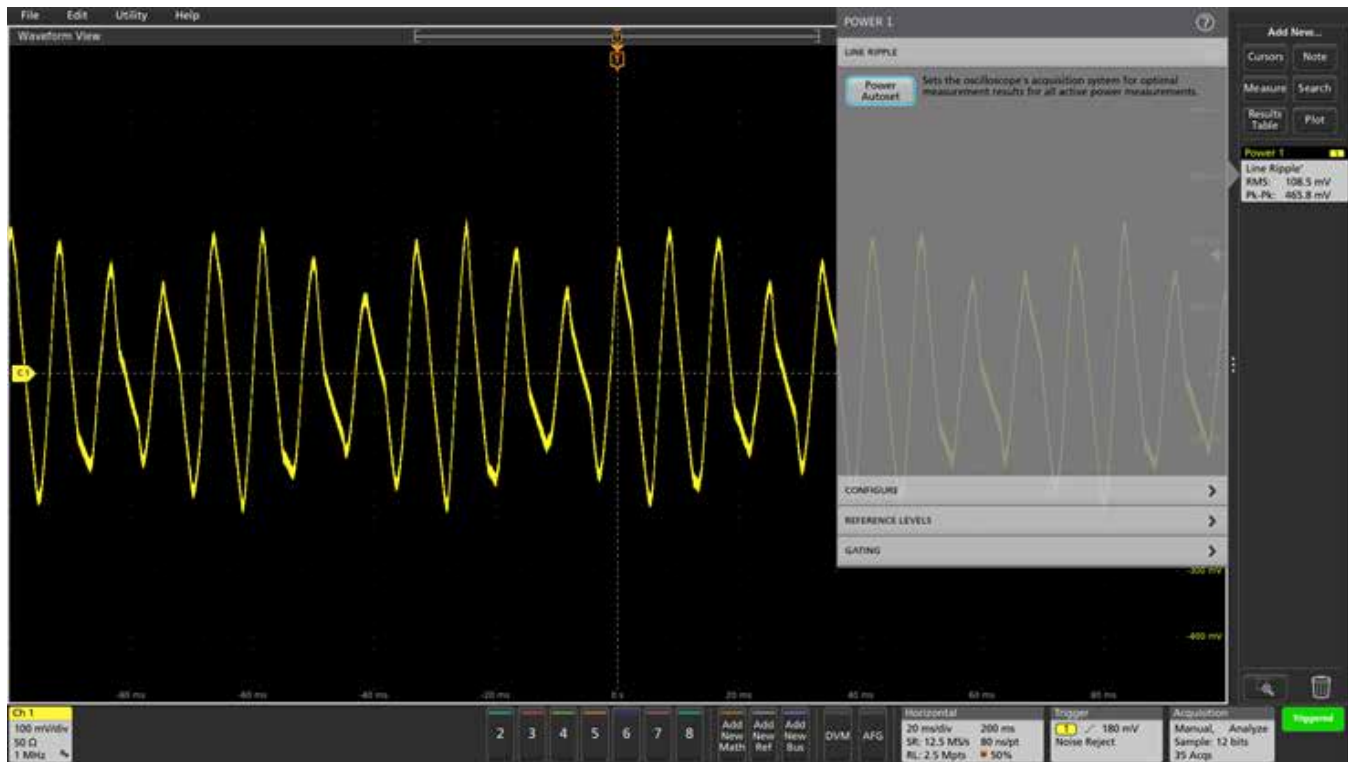 File Edit Utility Help
Waveform View
POWER 1
?
LINE RIPPLE
Power
Autoset
Sets the oscilloscope's acquisition system for optimal
measurement results for all active power measurements.
CONFIGURE
REFERENCE LEVELS
GATING
Add New...
Cursors Note
Measure Search
Results
Table
Plot
Power 1 1
Line Ripple'
RMS: 108.5 mV
Pk-Pk: 465.8 mV
C1
-300 mV
-400 mV
-80 ms -60 ms -40 ms -20 ms 0 s 20 ms 40 ms 60 ms 80 ms
Ch 1
100 mV/div
50 Ω
1 MHz
2 3 4 5 6 7 8
Add
New
Math
Add
New
Ref
Add
New
Bus
DVM AFG
Horizontal
20 ms/div 200 ms
SR: 12.5 MS/s 80 ns/pt
RL: 2.5 Mpts 50%
Trigger
1 180 mV
Noise Reject
Acquisition
Manual, Analyze
Sample: 12 bits
35 Acqs
Triggered